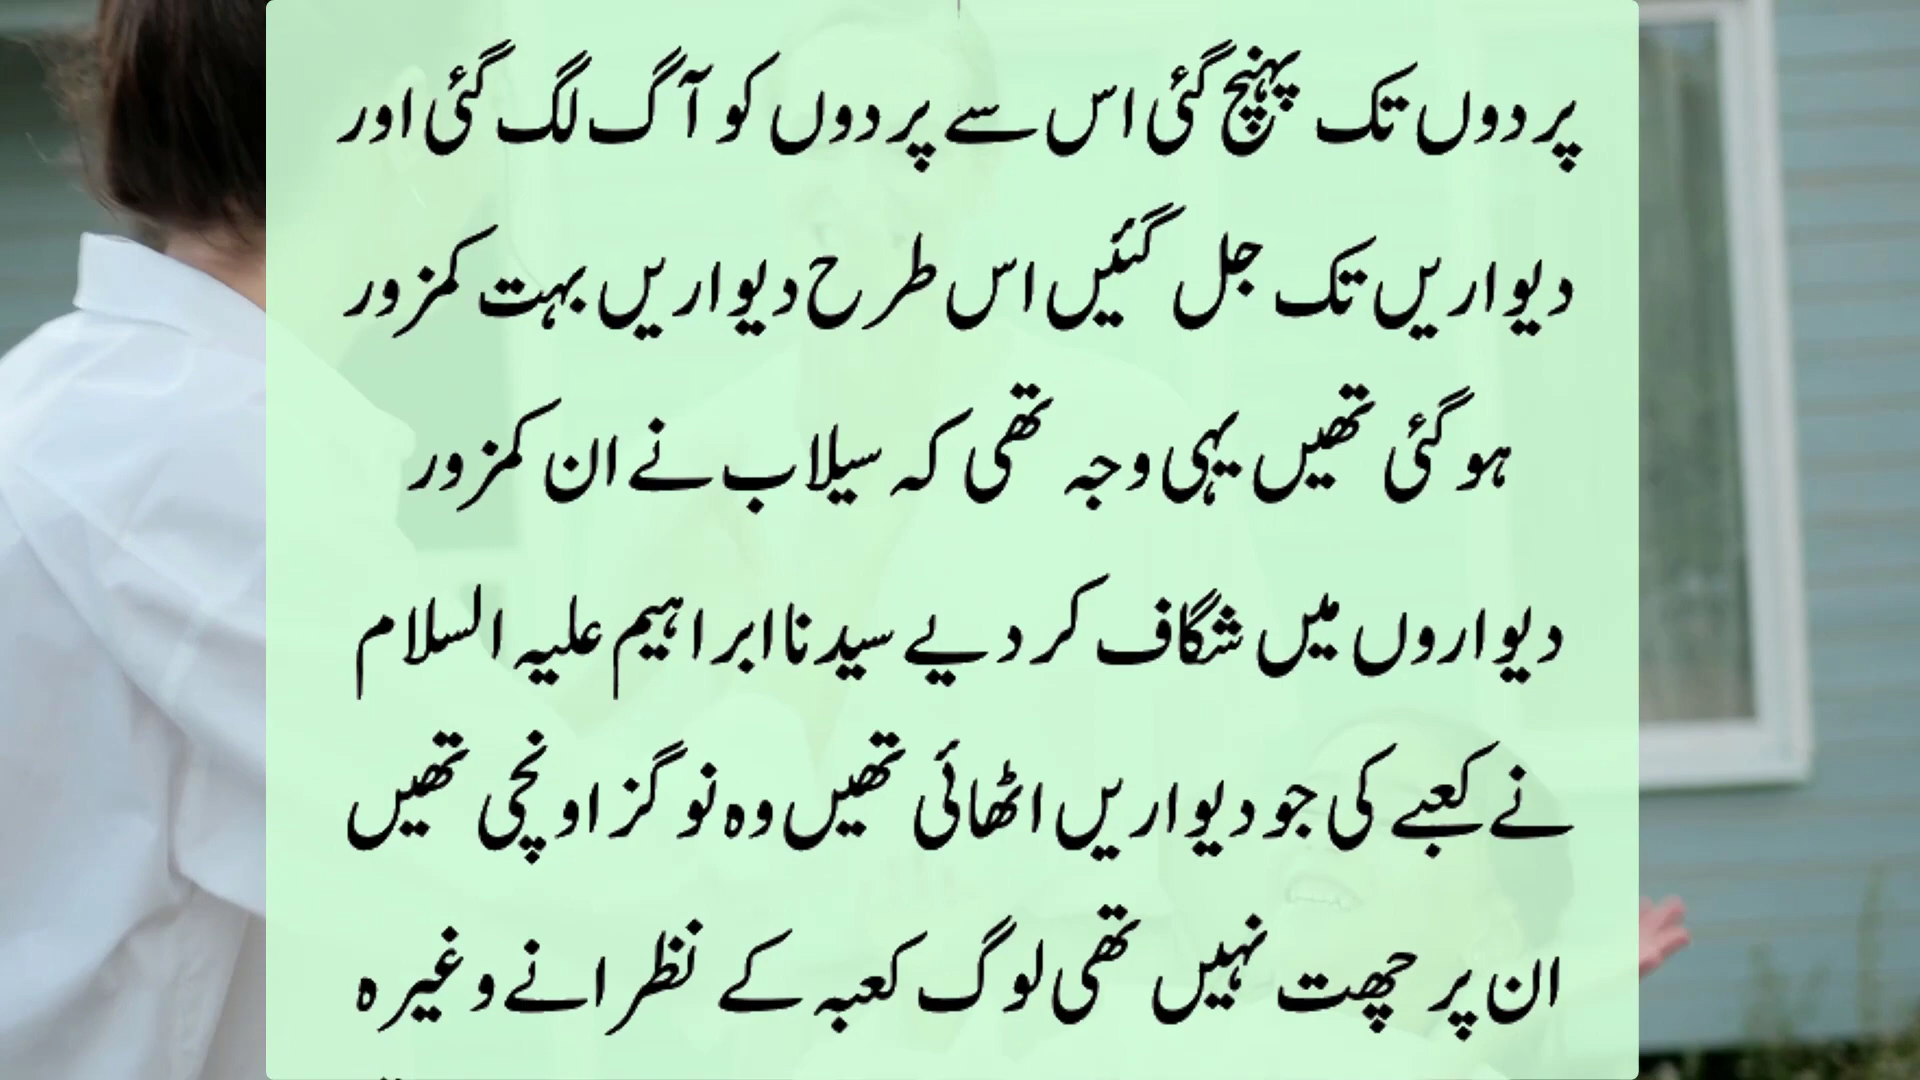 پردوں تک پہنچ گئی اس سے پردوں کو آگ لگ گئی اور
دیواریں تک جل گئیں اس طرح دیواریں بہت کمزور
ہو گئی تھیں یہی وجہ تھی کہ سیلاب نے ان کمزور
دیواروں میں شگاف کر دیے سیدنا ابراہیم علیہ السلام
نے کعبے کی جو دیواریں اٹھائی تھیں وہ نو گز اونچی تھیں
ان پر چھت نہیں تھی لوگ کعبہ کے نظرانے وغیرہ